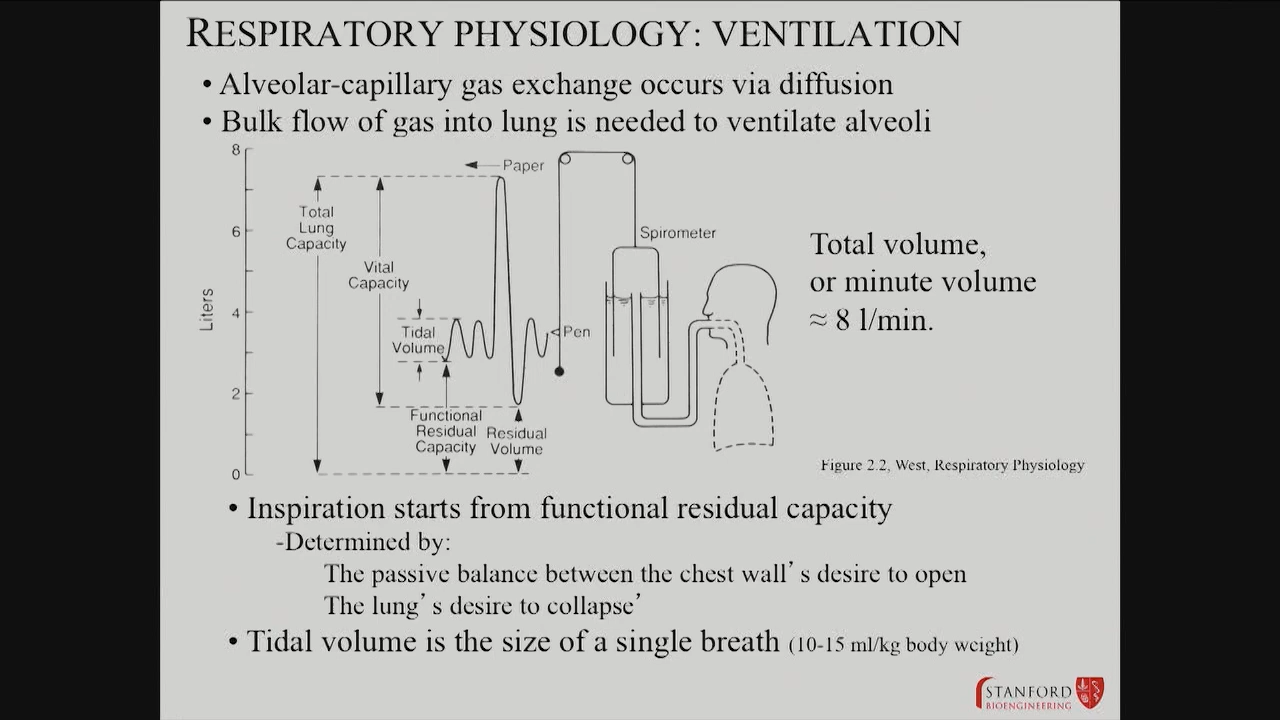 RESPIRATORY PHYSIOLOGY: VENTILATION
• Alveolar-capillary gas exchange occurs via diffusion
• Bulk flow of gas into lung is needed to ventilate alveoli
8
6
4
2
0
Liters
Paper
Total
Lung
Capacity
Vital
Capacity
Tidal
Volume
Functional
Residual
Capacity
Residual
Volume
Pen
Spirometer
Total volume,
or minute volume
≈ 8 l/min.
Figure 2.2, West, Respiratory Physiology
• Inspiration starts from functional residual capacity
-Determined by:
The passive balance between the chest wall’s desire to open
The lung’s desire to collapse’
• Tidal volume is the size of a single breath (10-15 ml/kg body weight)
STANFORD
BIOENGINEERING